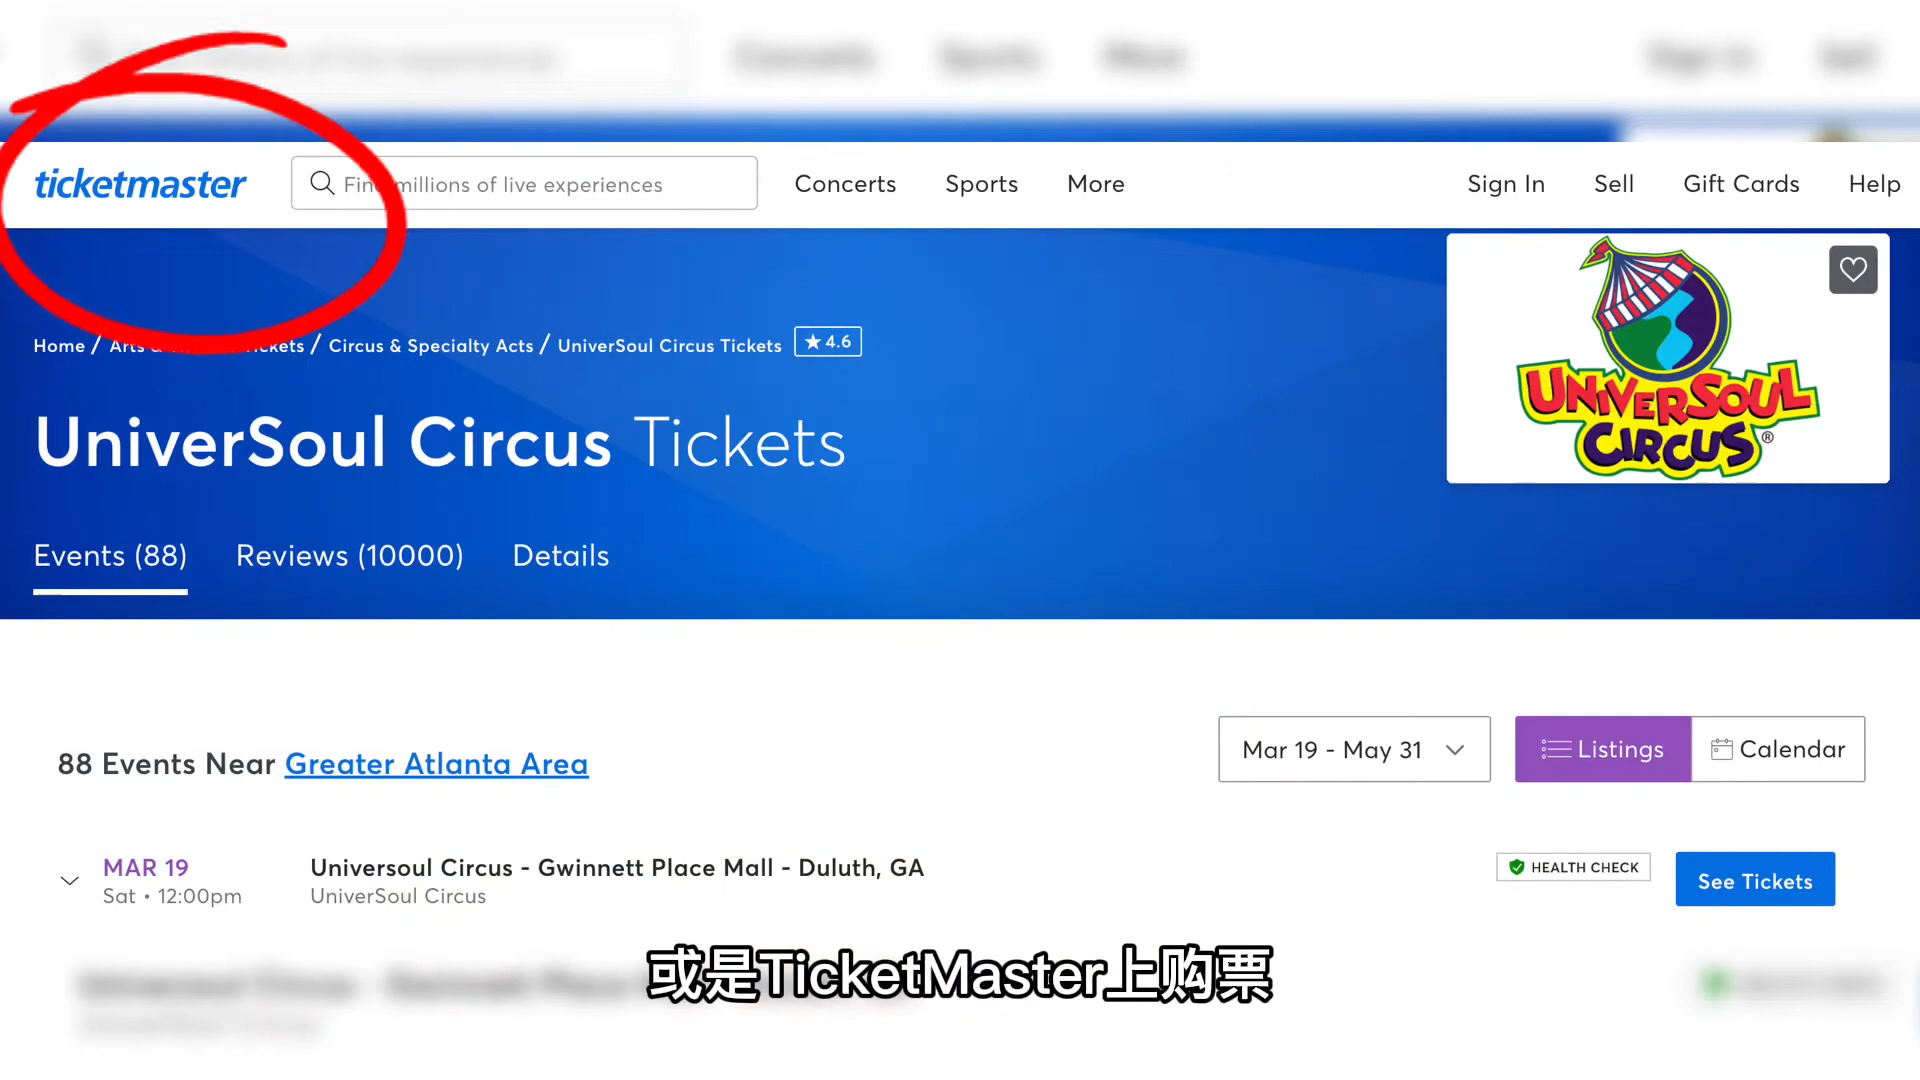 ticketmaster
Find millions of live experiences
Concerts
Sports
More
Sign In
Sell
Gift Cards
Help
UNIVERSOUL
CIRCUS®
Home / Arts & Tickets / Circus & Specialty Acts / UniverSoul Circus Tickets
★ 4.6
UniverSoul Circus Tickets
Events (88)
Reviews (10000)
Details
88 Events Near Greater Atlanta Area
Mar 19 - May 31
Listings
Calendar
MAR 19
Sat • 12:00pm
Universoul Circus - Gwinnett Place Mall - Duluth, GA
UniverSoul Circus
HEALTH CHECK
See Tickets
或是TicketMaster上购票